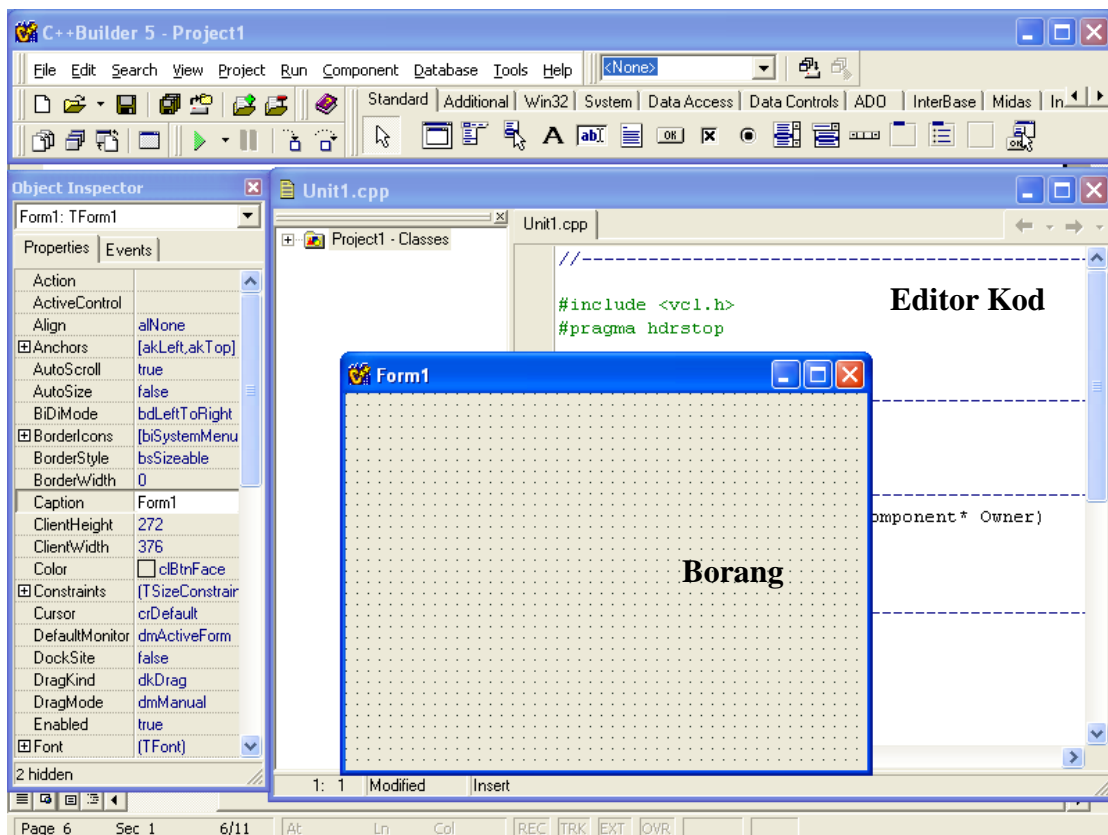 C++Builder 5 - Project1
File Edit Search View Project Run Component Database Tools Help <None>
Standard Additional Win32 System Data Access Data Controls ADO InterBase Midas In
A ab OK
OK
Object Inspector
Form1: TForm1
Properties Events
Action
ActiveControl
Align alNone
Anchors [akLeft,akTop]
AutoScroll true
AutoSize false
BiDiMode bdLeftToRight
BorderIcons [biSystemMenu
BorderStyle bsSizeable
BorderWidth 0
Caption Form1
ClientHeight 272
ClientWidth 376
Color clBtnFace
Constraints (TSizeConstrain
Cursor crDefault
DefaultMonitor dmActiveForm
DockSite false
DragKind dkDrag
DragMode dmManual
Enabled true
Font (TFont)
2 hidden
Unit1.cpp
Project1 - Classes
Unit1.cpp
//----------------------------------------------
#include <vcl.h>
#pragma hdrstop
Editor Kod
Form1
Borang
omponent* Owner)
1: 1 Modified Insert
Page 6 Sec 1 6/11 At Ln Col REC TRK EXT OVR